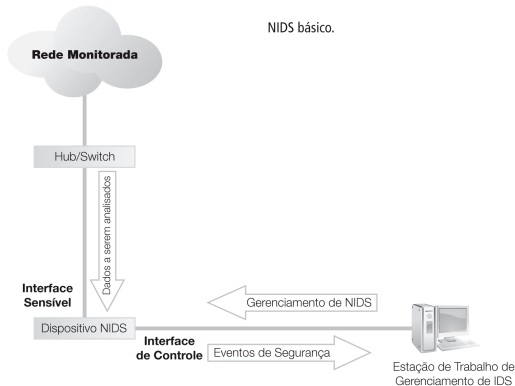 NIDS básico.
Rede Monitorada
Hub/Switch
Dados a serem analisados
Interface
Sensível
Dispositivo NIDS
Gerenciamento de NIDS
Interface
de Controle
Eventos de Segurança
Estação de Trabalho de
Gerenciamento de IDS